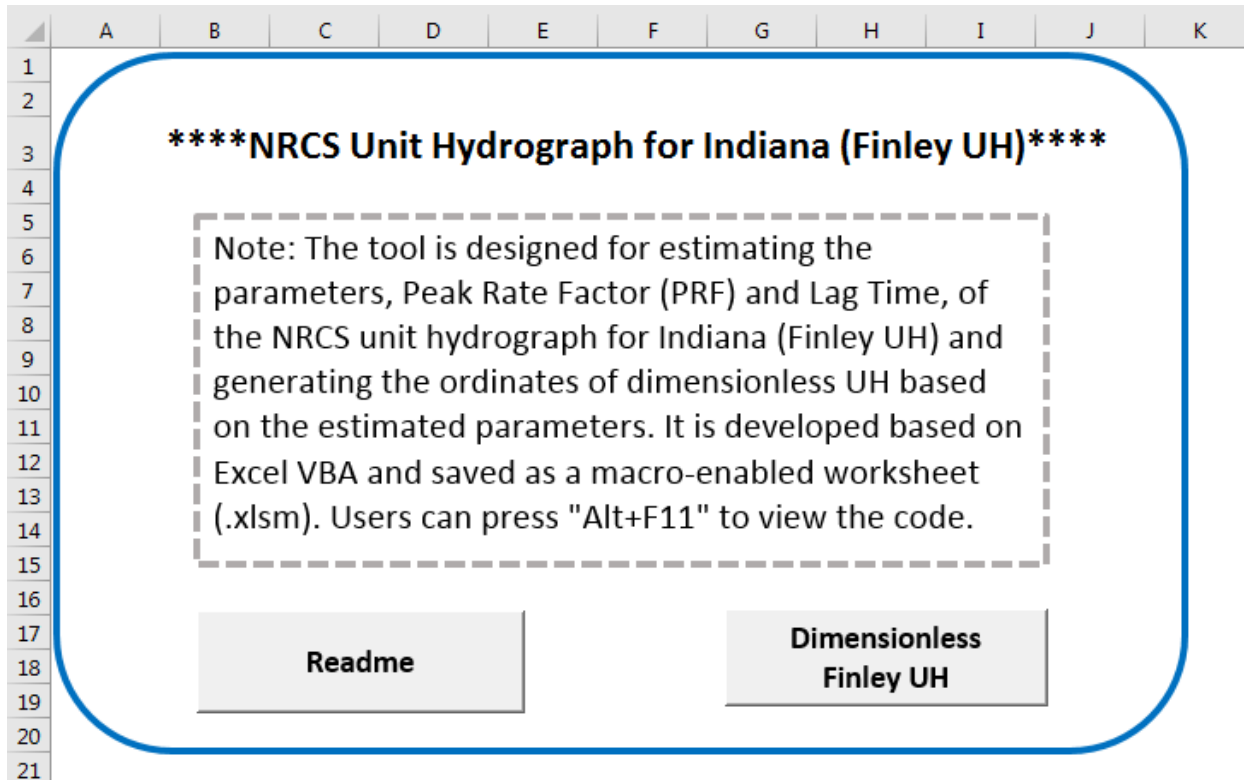 A B C D E F G H I J K
1
2
3
****NRCS Unit Hydrograph for Indiana (Finley UH)****
4
5
6
7
8
9
10
11
12
13
14
15
Note: The tool is designed for estimating the
parameters, Peak Rate Factor (PRF) and Lag Time, of
the NRCS unit hydrograph for Indiana (Finley UH) and
generating the ordinates of dimensionless UH based
on the estimated parameters. It is developed based on
Excel VBA and saved as a macro-enabled worksheet
(.xlsm). Users can press "Alt+F11" to view the code.
16
17
18
19
20
21
Readme
Dimensionless
Finley UH